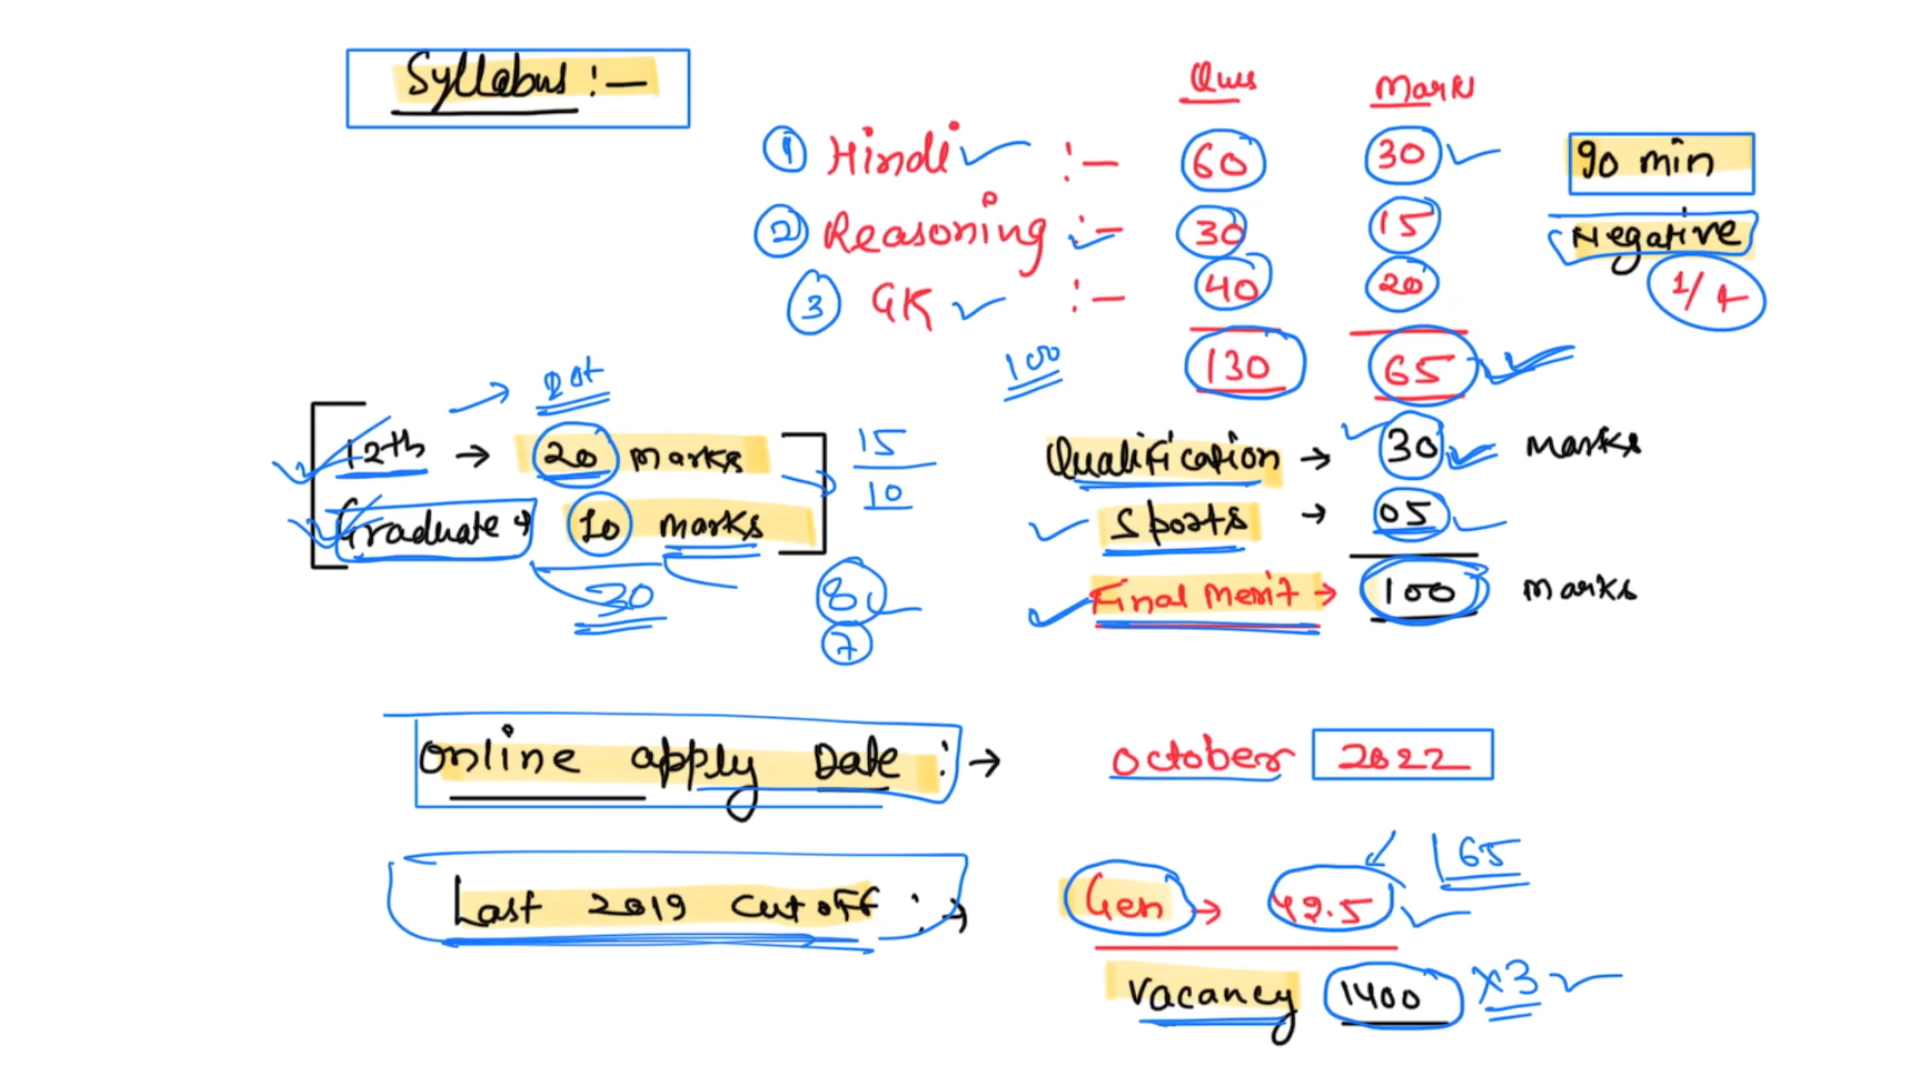 Syllabus :-
Ques Mark
1 Hindi :- 60 30
90 min
2 Reasoning :- 30 15
Negative
1/4
3 GK :- 40 20
130 65
100
12th → 20 marks
15
10
Graduate → 10 marks
30
8
7
Qualification → 30 marks
Sports → 05
Final Merit → 100 marks
Online apply Date :→ October 2022
65
Last 2019 Cut off :→ Gen → 42.5
Vacancy 1400 x3